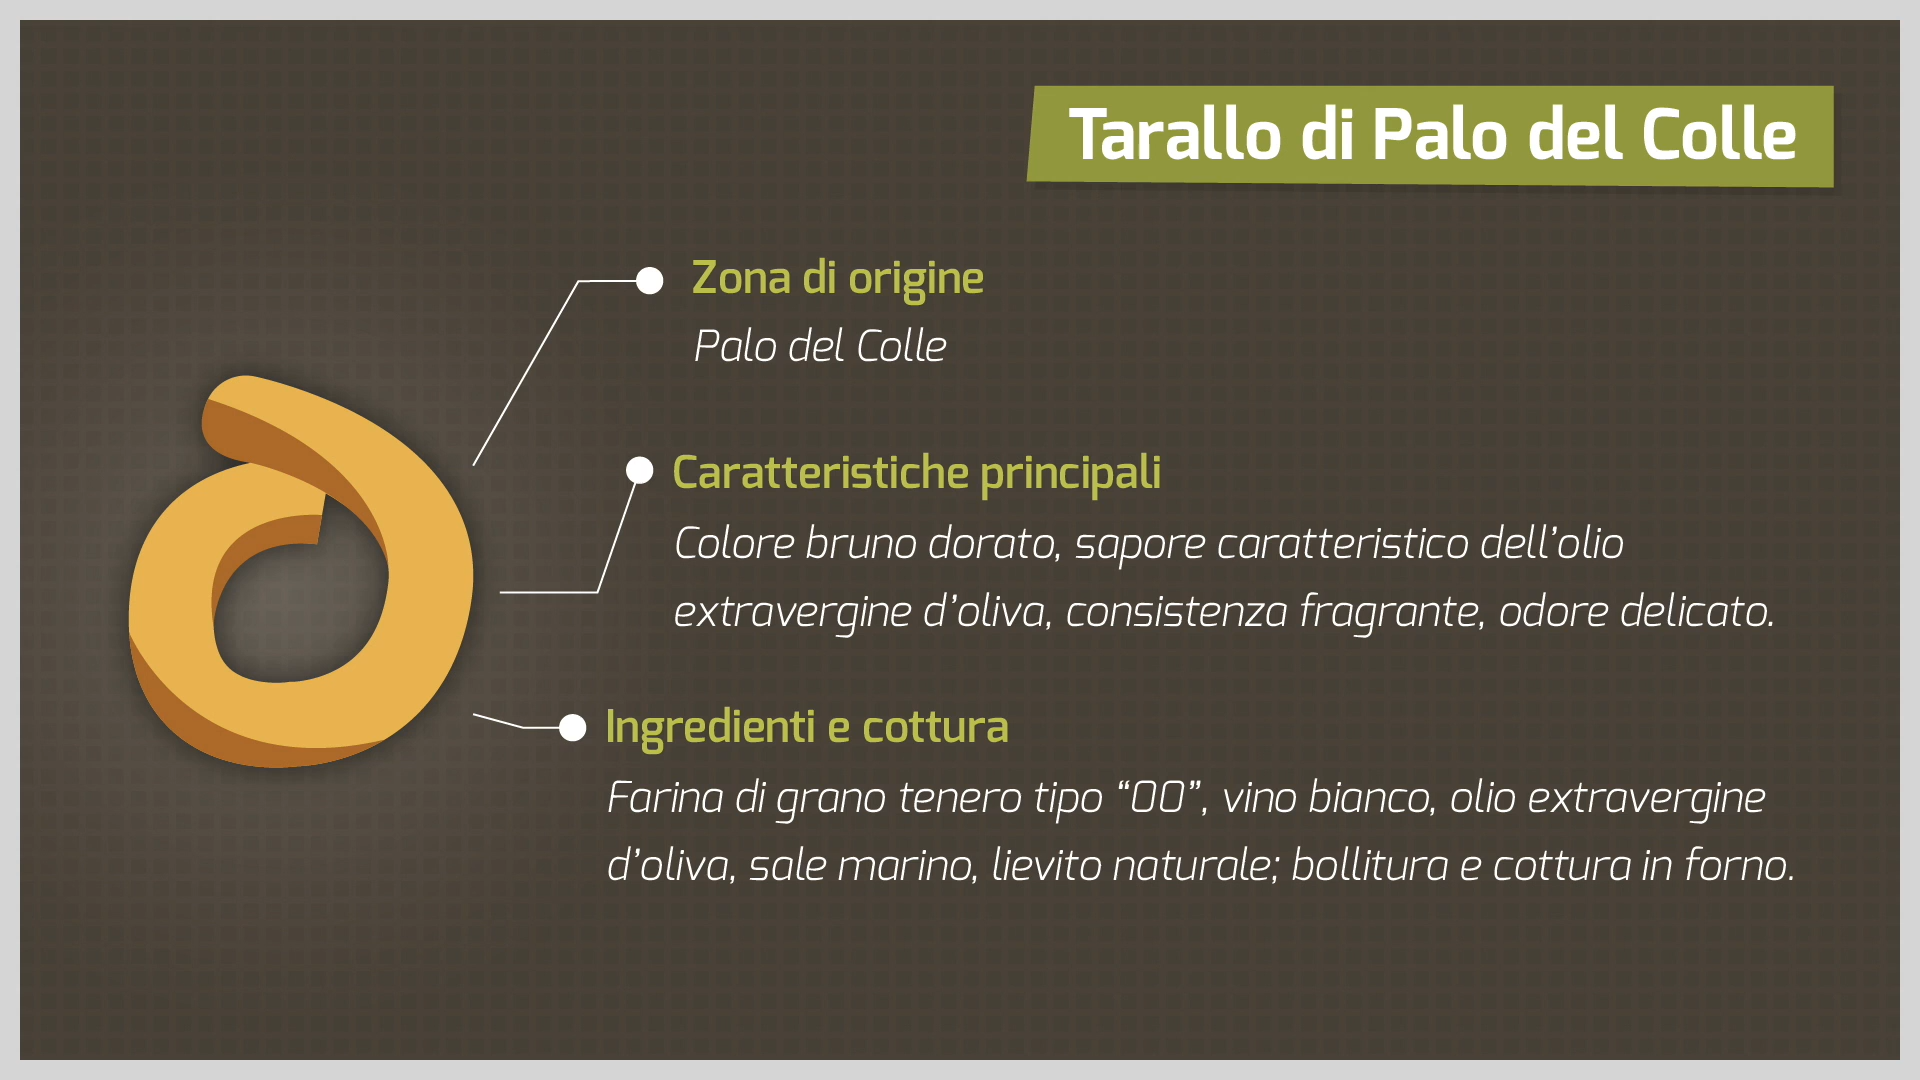 Tarallo di Palo del Colle
Zona di origine
Palo del Colle
Caratteristiche principali
Colore bruno dorato, sapore caratteristico dell’olio
extravergine d’oliva, consistenza fragrante, odore delicato.
Ingredienti e cottura
Farina di grano tenero tipo “00”, vino bianco, olio extravergine
d’oliva, sale marino, lievito naturale; bollitura e cottura in forno.